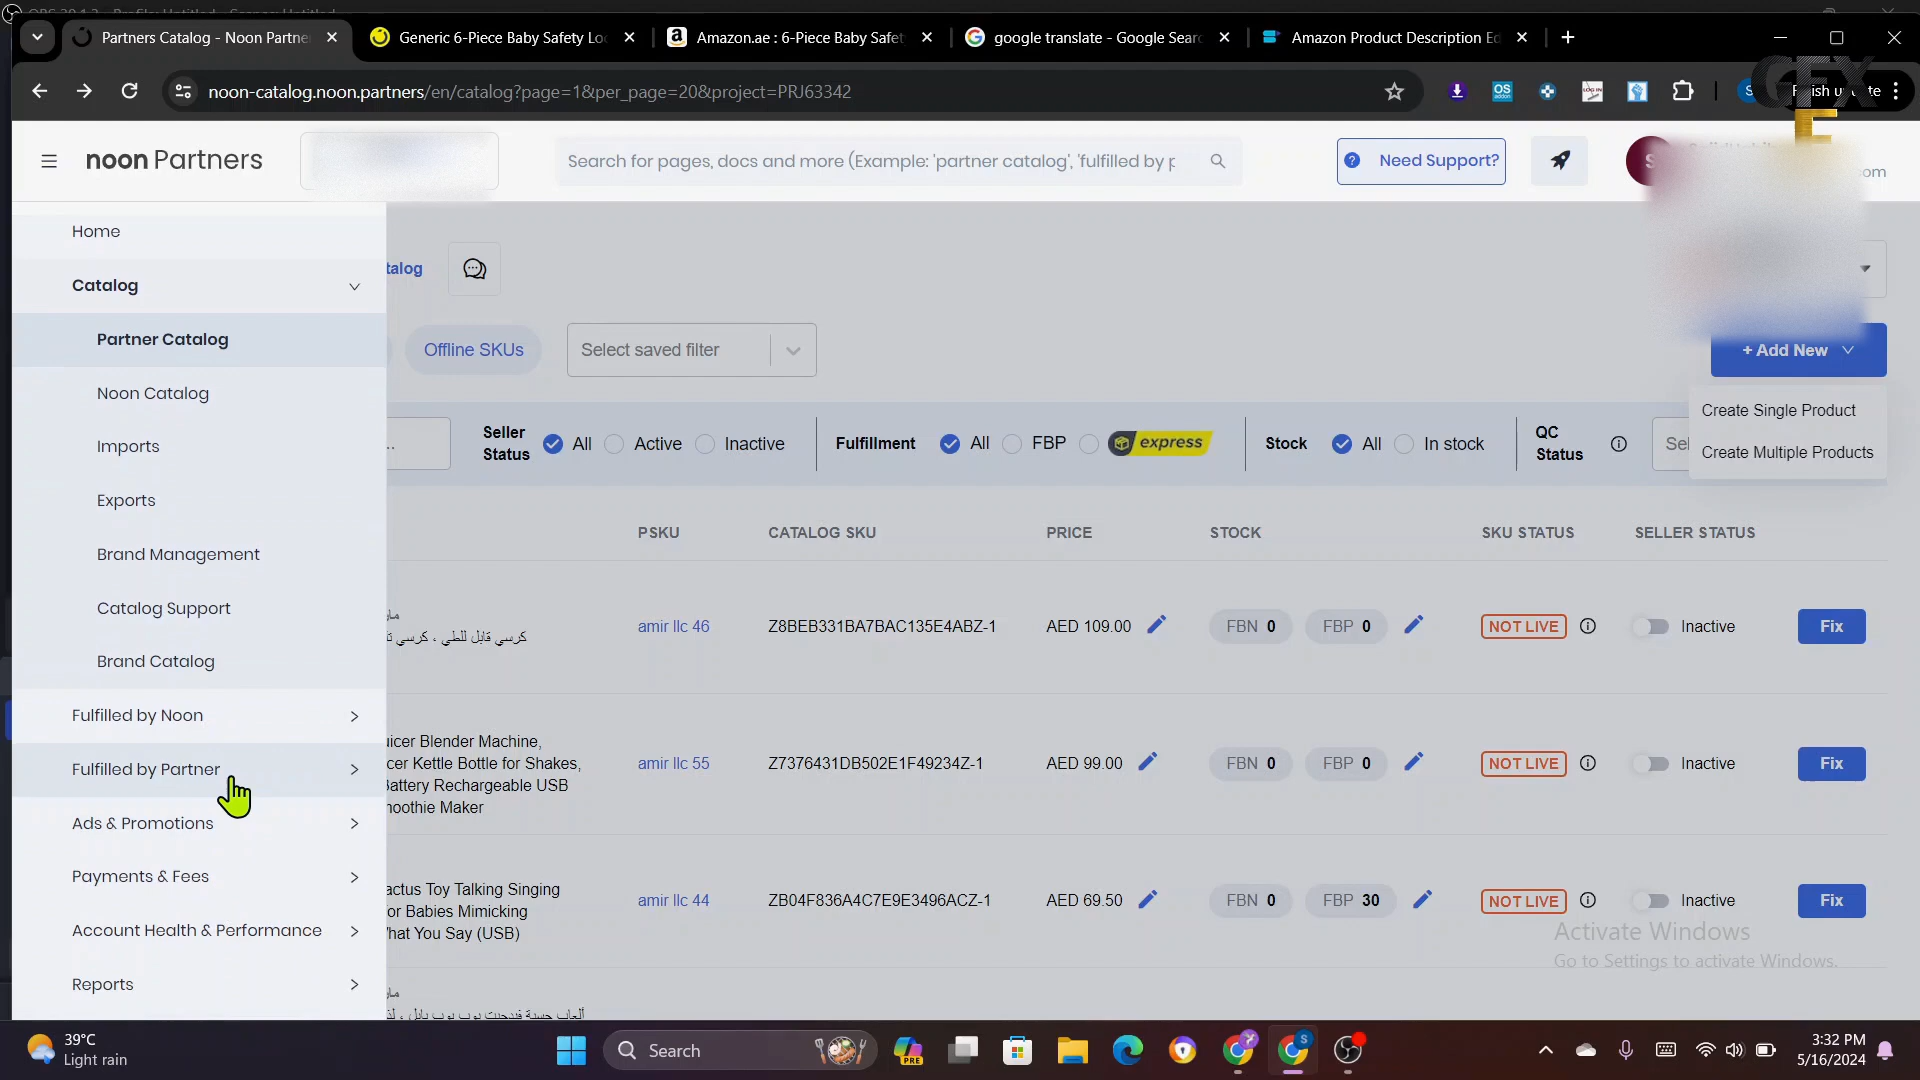 Partners Catalog - Noon Partne
Generic 6-Piece Baby Safety Lo
Amazon.ae : 6-Piece Baby Safet
google translate - Google Sear
Amazon Product Description Ed
noon-catalog.noon.partners/en/catalog?page=1&per_page=20&project=PRJ63342
noon Partners
Search for pages, docs and more (Example: 'partner catalog', 'fulfilled by p
Need Support?
om
Home
Catalog
Partner Catalog
Noon Catalog
Imports
Exports
Brand Management
Catalog Support
Brand Catalog
Fulfilled by Noon
Fulfilled by Partner
Ads & Promotions
Payments & Fees
Account Health & Performance
Reports
talog
Offline SKUs
Select saved filter
+ Add New
Create Single Product
Create Multiple Products
Seller Status
All
Active
Inactive
Fulfillment
All
FBP
express
Stock
All
In stock
QC Status
Sel
PSKU
CATALOG SKU
PRICE
STOCK
SKU STATUS
SELLER STATUS
كرسي قابل للطي ، كرسي
amir llc 46
Z8BEB331BA7BAC135E4ABZ-1
AED 109.00
FBN 0
FBP 0
NOT LIVE
Inactive
Fix
uicer Blender Machine,
cer Kettle Bottle for Shakes,
Battery Rechargeable USB
moothie Maker
amir llc 55
Z7376431DB502E1F49234Z-1
AED 99.00
FBN 0
FBP 0
NOT LIVE
Inactive
Fix
actus Toy Talking Singing
or Babies Mimicking
What You Say (USB)
amir llc 44
ZB04F836A4C7E9E3496ACZ-1
AED 69.50
FBN 0
FBP 30
NOT LIVE
Inactive
Fix
Activate Windows
Go to Settings to activate Windows.
39°C
Light rain
Search
PRE
3:32 PM
5/16/2024